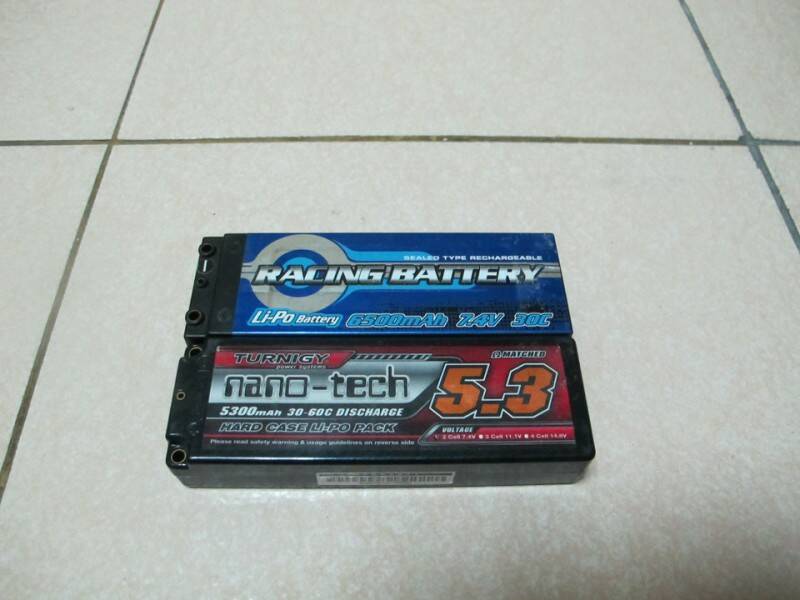 SEALED TYPE RECHARGEABLE
RACING BATTERY
Li-Po Battery 6500mAh 7.4V 30C
TURNIGY
power systems
Ω MATCHED
nano-tech
5.3
5300mAh 30-60C DISCHARGE
HARD CASE LI-PO PACK
Please read safety warning & usage guidelines on reverse side
VOLTAGE
2 Cell 7.4V 3 Cell 11.1V 4 Cell 14.8V